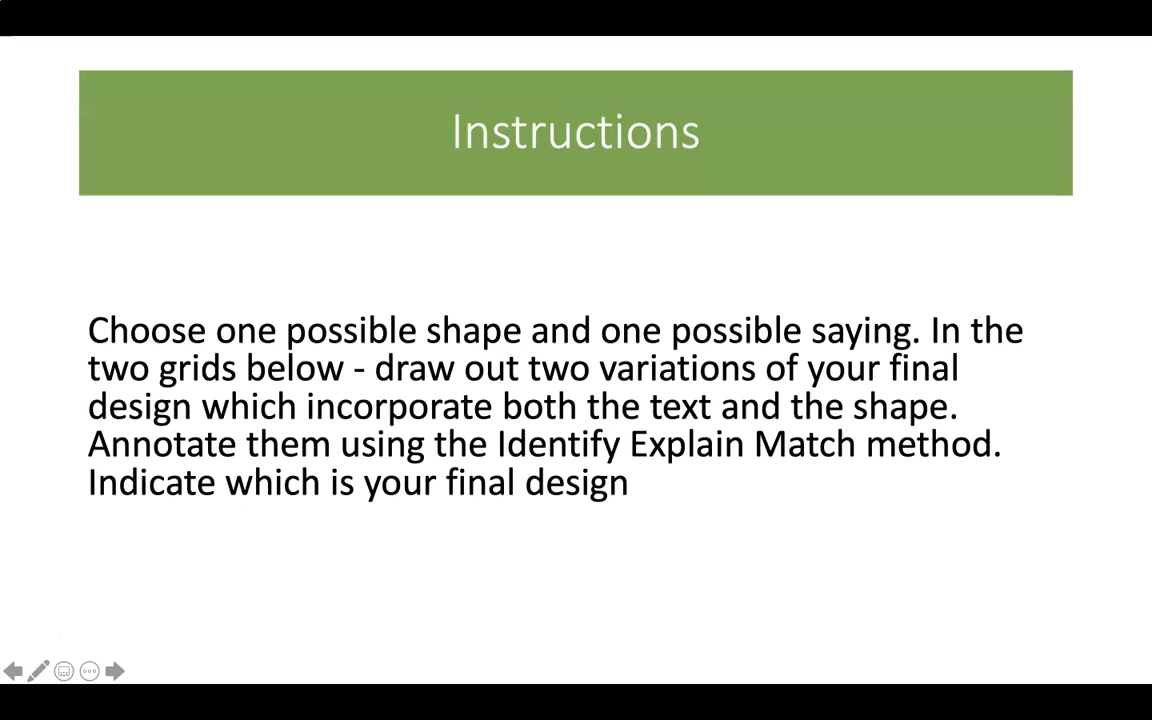 Instructions
Choose one possible shape and one possible saying. In the
two grids below - draw out two variations of your final
design which incorporate both the text and the shape.
Annotate them using the Identify Explain Match method.
Indicate which is your final design